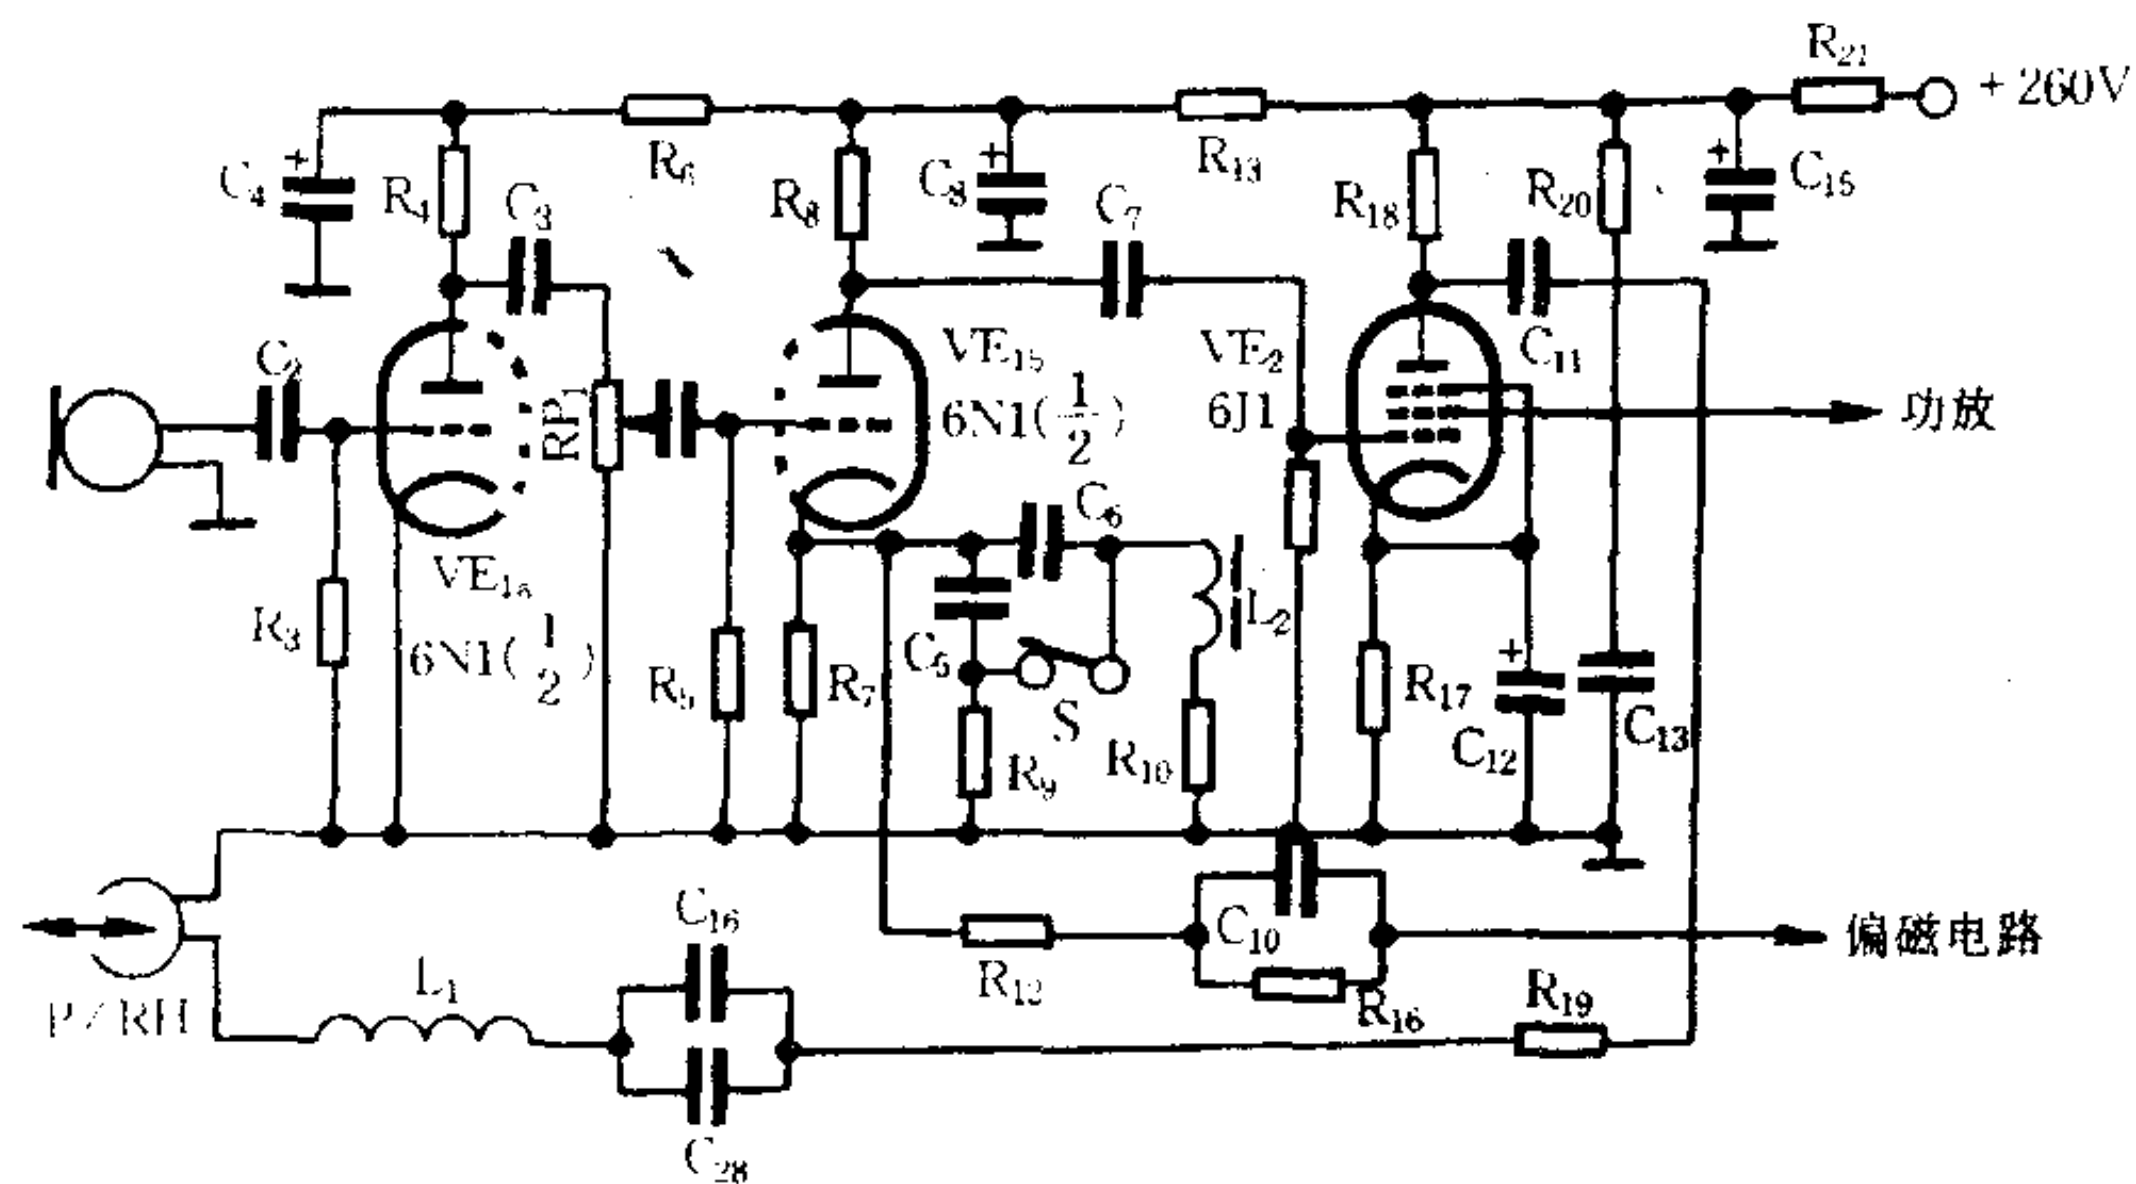 R₂₁
+260V
R₆
R₁₃
C₄
R₄
C₃
R₈
C₈
C₇
R₁₈
R₂₀
C₁₅
C₂
RP₁
VE₁ᵦ
6N1(1/2)
VE₂
6J1
C₁₁
功放
R₃
VE₁ₐ
6N1(1/2)
R₅
R₇
C₅
C₆
S
L₂
R₉
R₁₀
R₁₇
C₁₂
C₁₃
P/RH
L₁
C₁₆
C₂₈
R₁₂
C₁₀
R₁₆
R₁₉
偏磁电路